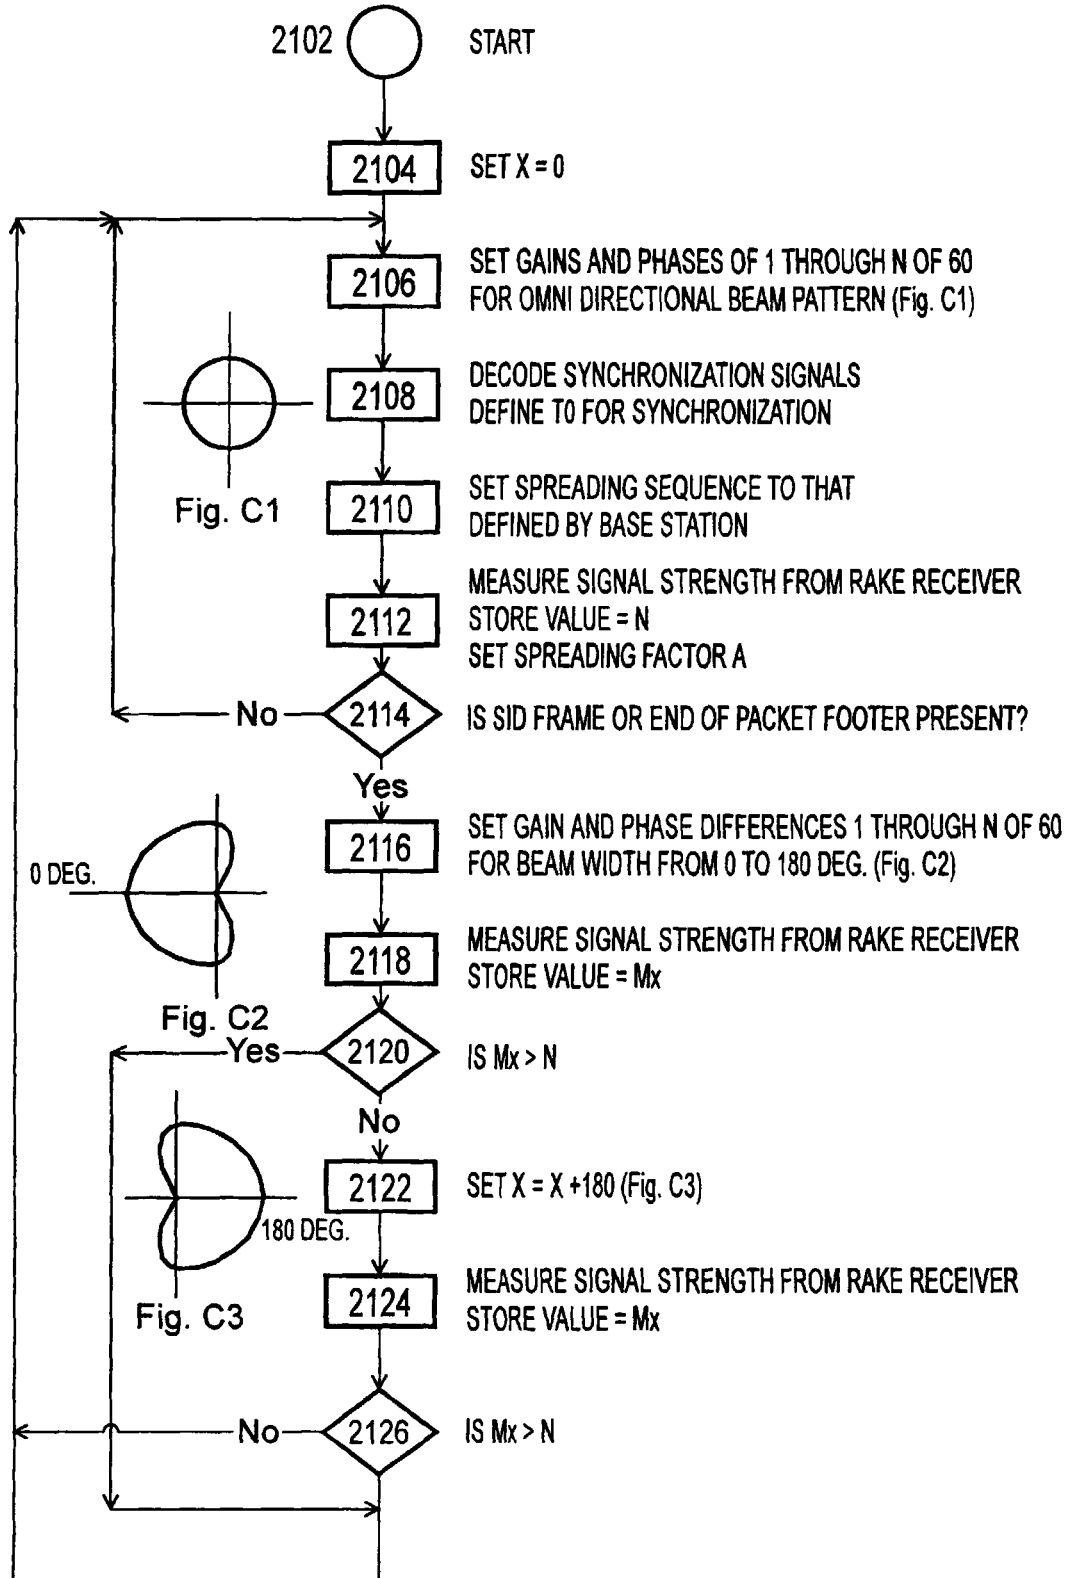 2102 START
2104 SET X = 0
2106 SET GAINS AND PHASES OF 1 THROUGH N OF 60
FOR OMNI DIRECTIONAL BEAM PATTERN (Fig. C1)
2108 DECODE SYNCHRONIZATION SIGNALS
DEFINE T0 FOR SYNCHRONIZATION
Fig. C1
2110 SET SPREADING SEQUENCE TO THAT
DEFINED BY BASE STATION
2112 MEASURE SIGNAL STRENGTH FROM RAKE RECEIVER
STORE VALUE = N
SET SPREADING FACTOR A
No 2114 IS SID FRAME OR END OF PACKET FOOTER PRESENT?
Yes
2116 SET GAIN AND PHASE DIFFERENCES 1 THROUGH N OF 60
FOR BEAM WIDTH FROM 0 TO 180 DEG. (Fig. C2)
0 DEG.
2118 MEASURE SIGNAL STRENGTH FROM RAKE RECEIVER
STORE VALUE = Mx
Fig. C2
Yes 2120 IS Mx > N
No
2122 SET X = X +180 (Fig. C3)
180 DEG.
2124 MEASURE SIGNAL STRENGTH FROM RAKE RECEIVER
STORE VALUE = Mx
Fig. C3
No 2126 IS Mx > N